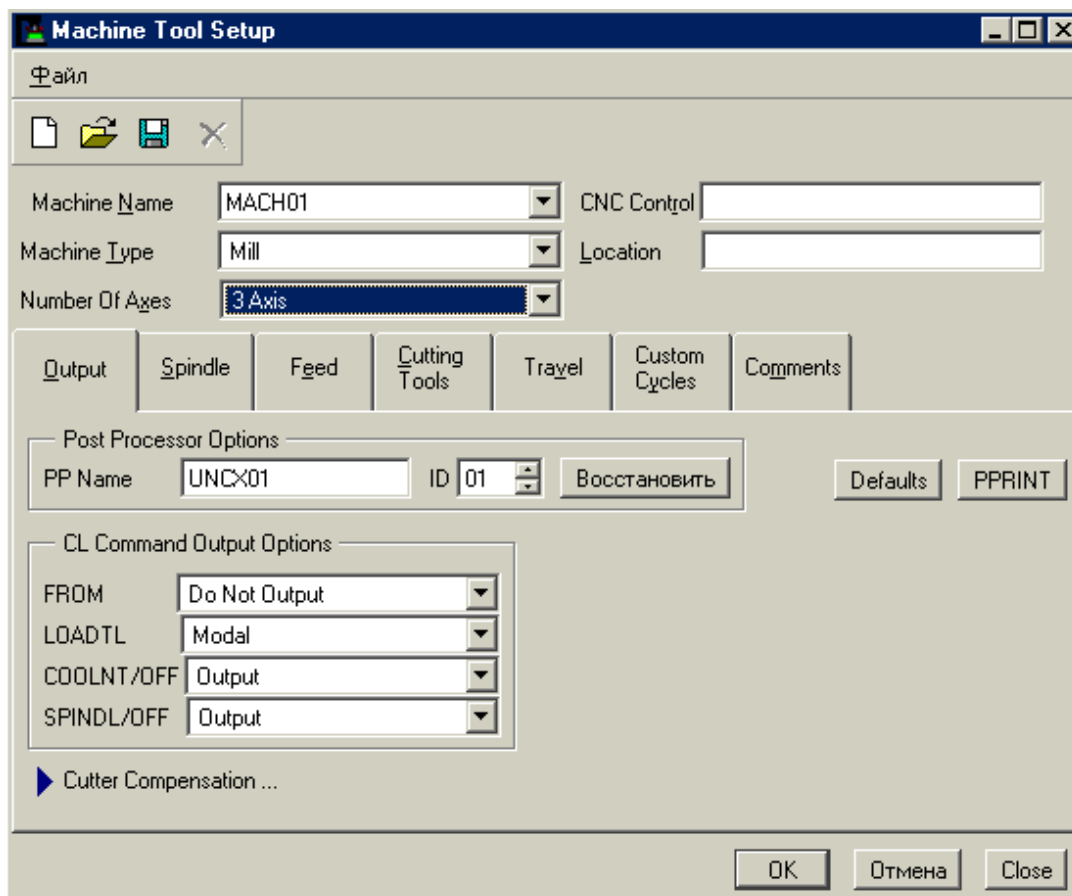 Machine Tool Setup
Файл
Machine Name MACH01 CNC Control
Machine Type Mill Location
Number Of Axes 3 Axis
Output Spindle Feed Cutting Tools Travel Custom Cycles Comments
Post Processor Options
PP Name UNCX01 ID 01 Восстановить Defaults PPRINT
CL Command Output Options
FROM Do Not Output
LOADTL Modal
COOLNT/OFF Output
SPINDL/OFF Output
Cutter Compensation ...
OK Отмена Close